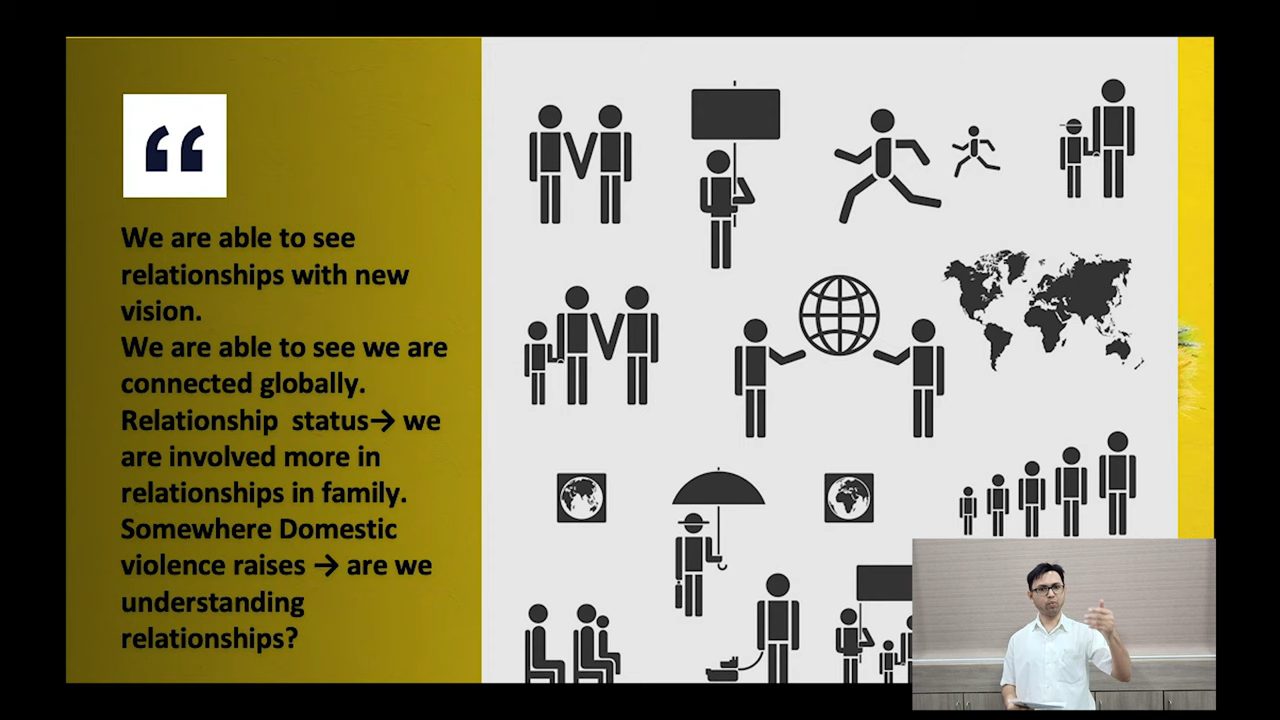 “
We are able to see
relationships with new
vision.
We are able to see we are
connected globally.
Relationship  status→ we
are involved more in
relationships in family.
Somewhere Domestic
violence raises → are we
understanding
relationships?